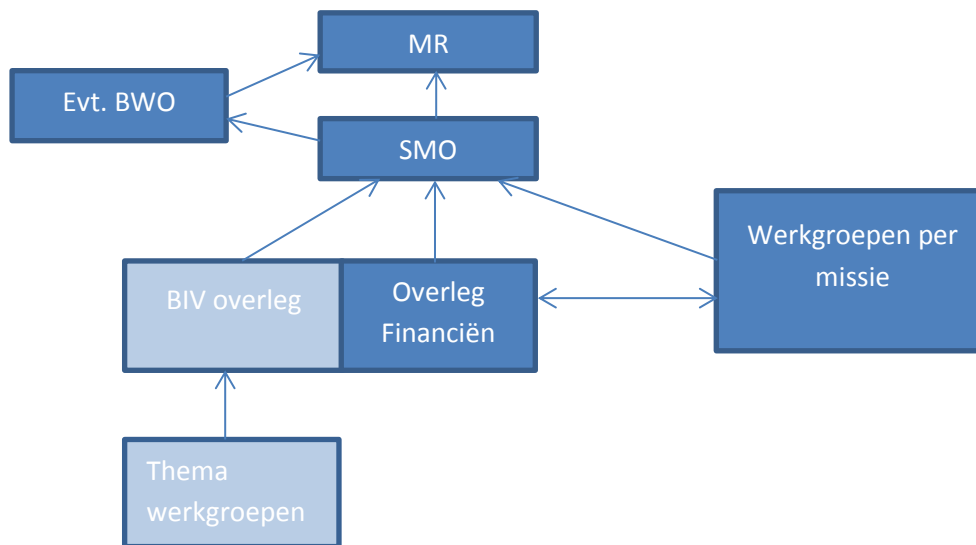 MR
Evt. BWO
SMO
Werkgroepen per
missie
BIV overleg
Overleg
Financiën
Thema
werkgroepen